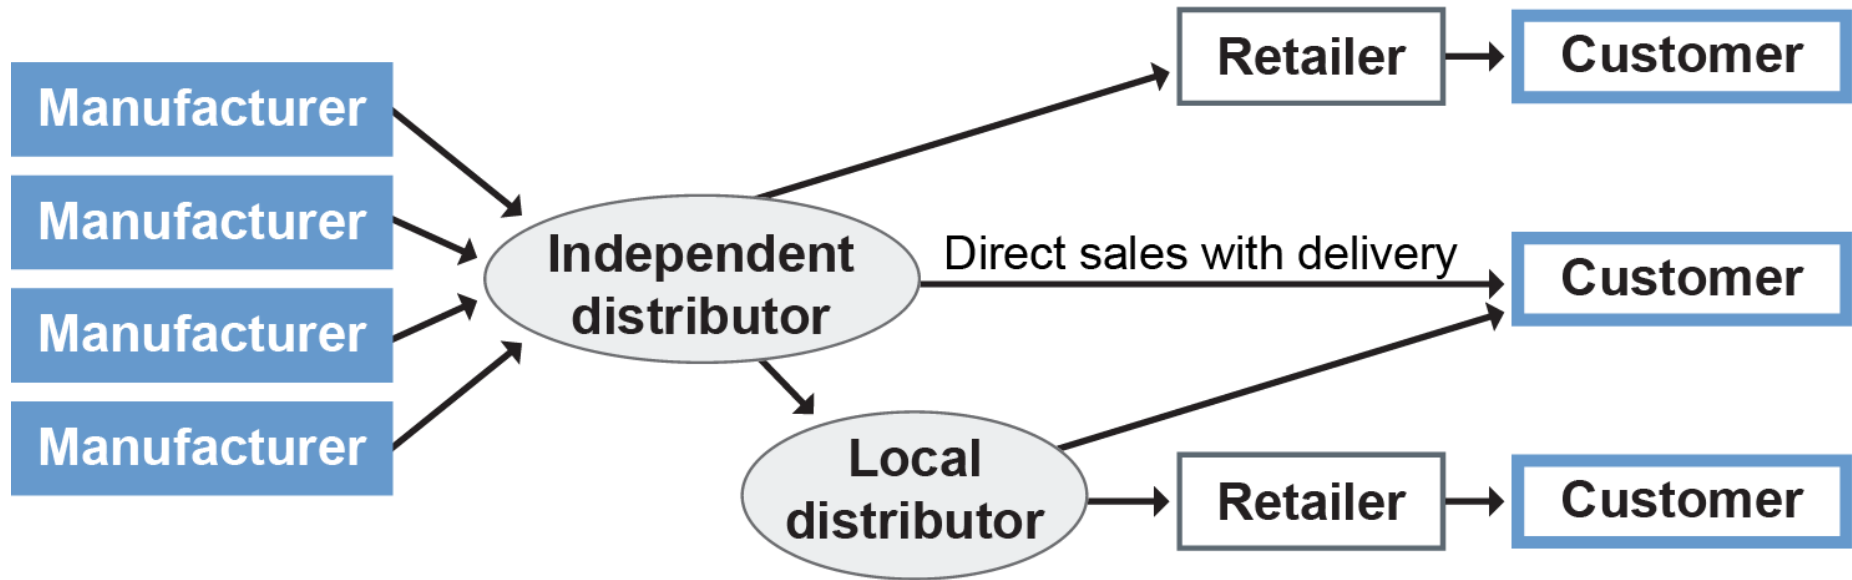 Manufacturer
Manufacturer
Manufacturer
Manufacturer
Independent
distributor
Local
distributor
Direct sales with delivery
Retailer
Customer
Customer
Retailer
Customer